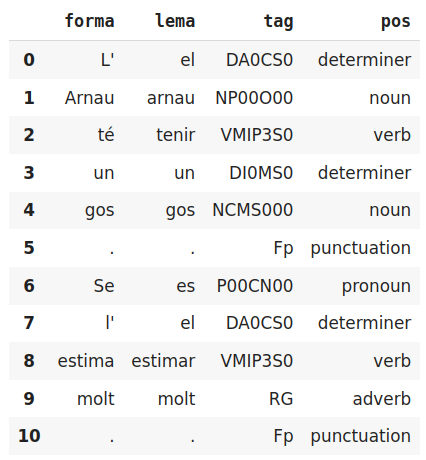 forma lema tag pos
0 L' el DA0CS0 determiner
1 Arnau arnau NP00O00 noun
2 té tenir VMIP3S0 verb
3 un un DI0MS0 determiner
4 gos gos NCMS000 noun
5 . . Fp punctuation
6 Se es P00CN00 pronoun
7 l' el DA0CS0 determiner
8 estima estimar VMIP3S0 verb
9 molt molt RG adverb
10 . . Fp punctuation